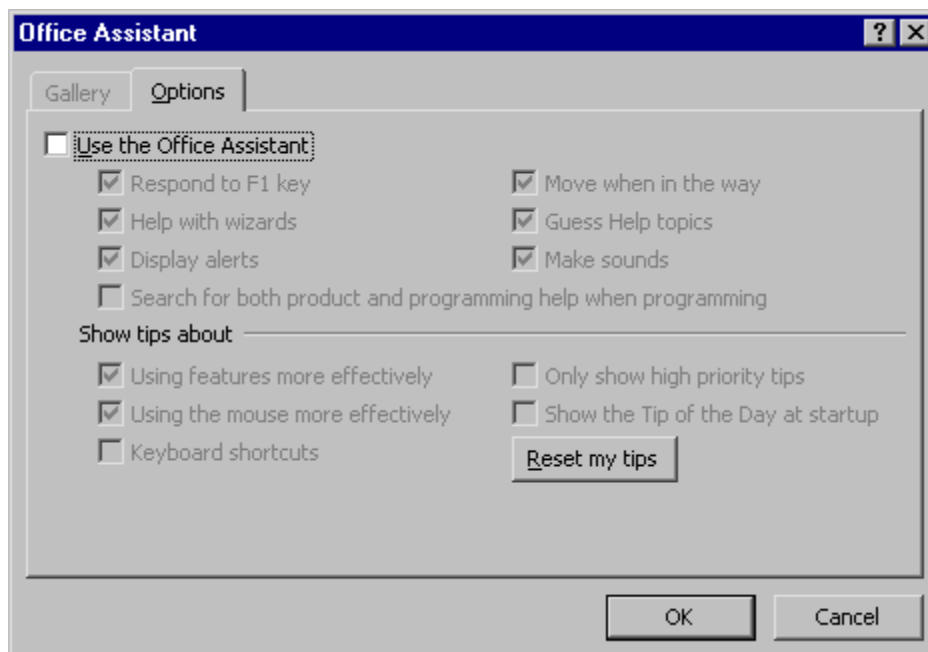 Office Assistant
Gallery Options
Use the Office Assistant
Respond to F1 key Move when in the way
Help with wizards Guess Help topics
Display alerts Make sounds
Search for both product and programming help when programming
Show tips about
Using features more effectively Only show high priority tips
Using the mouse more effectively Show the Tip of the Day at startup
Keyboard shortcuts Reset my tips
OK Cancel